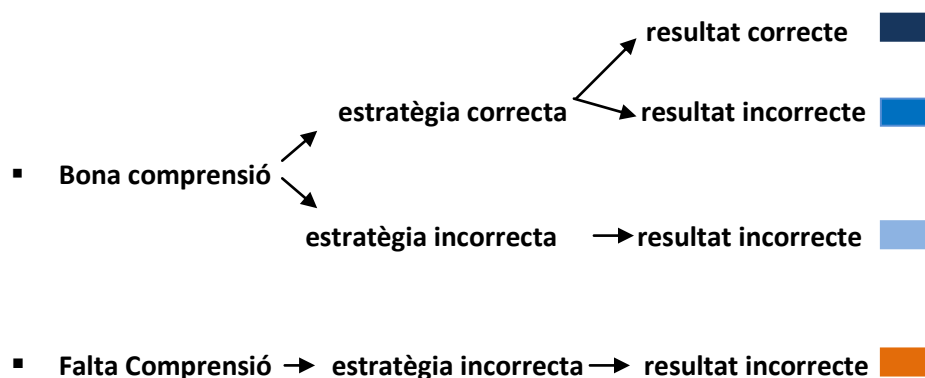 resultat correcte
estratègia correcta
resultat incorrecte
▪ Bona comprensió
estratègia incorrecta
resultat incorrecte
▪ Falta Comprensió
estratègia incorrecta
resultat incorrecte